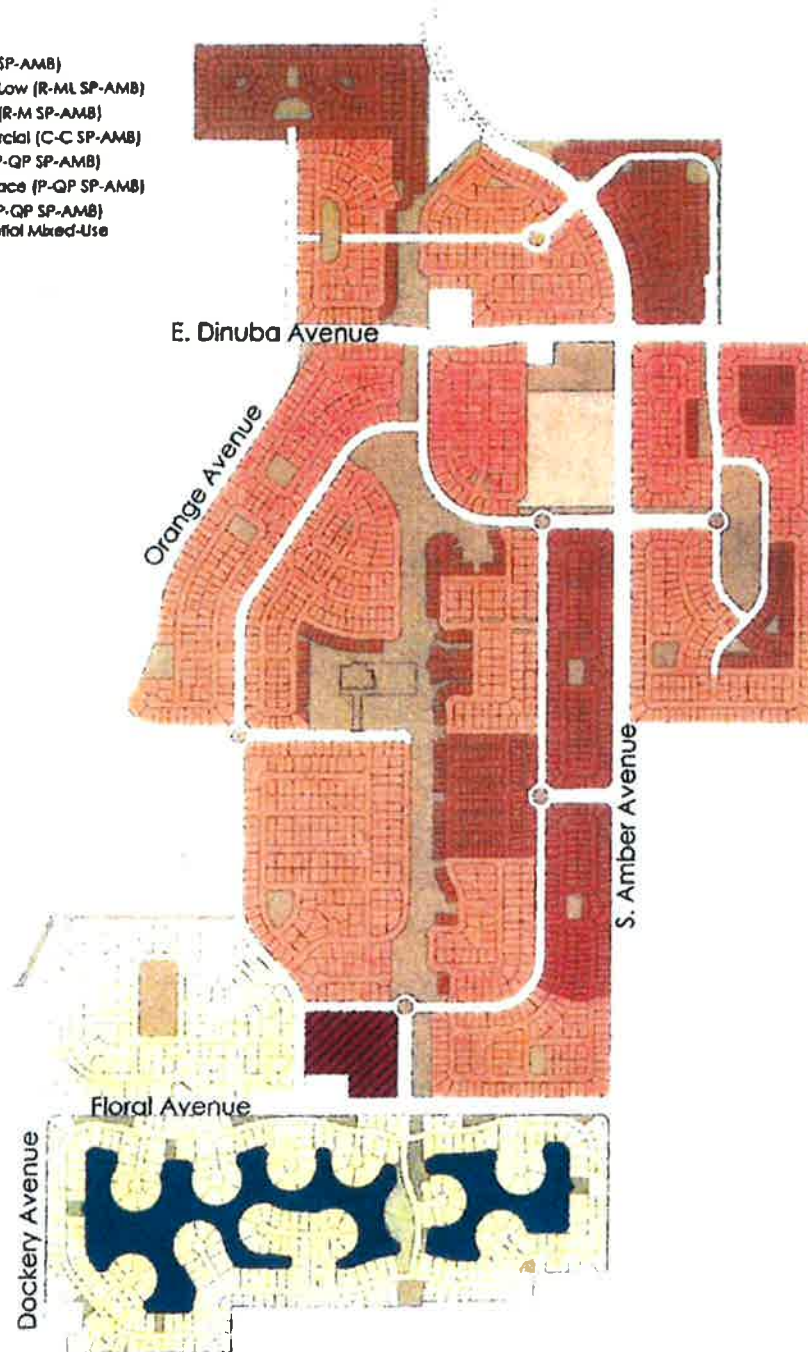 SP-AMB)
Low (R-ML SP-AMB)
(R-M SP-AMB)
rcial (C-C SP-AMB)
P-QP SP-AMB)
ace (P-QP SP-AMB)
P-QP SP-AMB)
ential Mixed-Use
E. Dinuba Avenue
Orange Avenue
S. Amber Avenue
Floral Avenue
Dockery Avenue